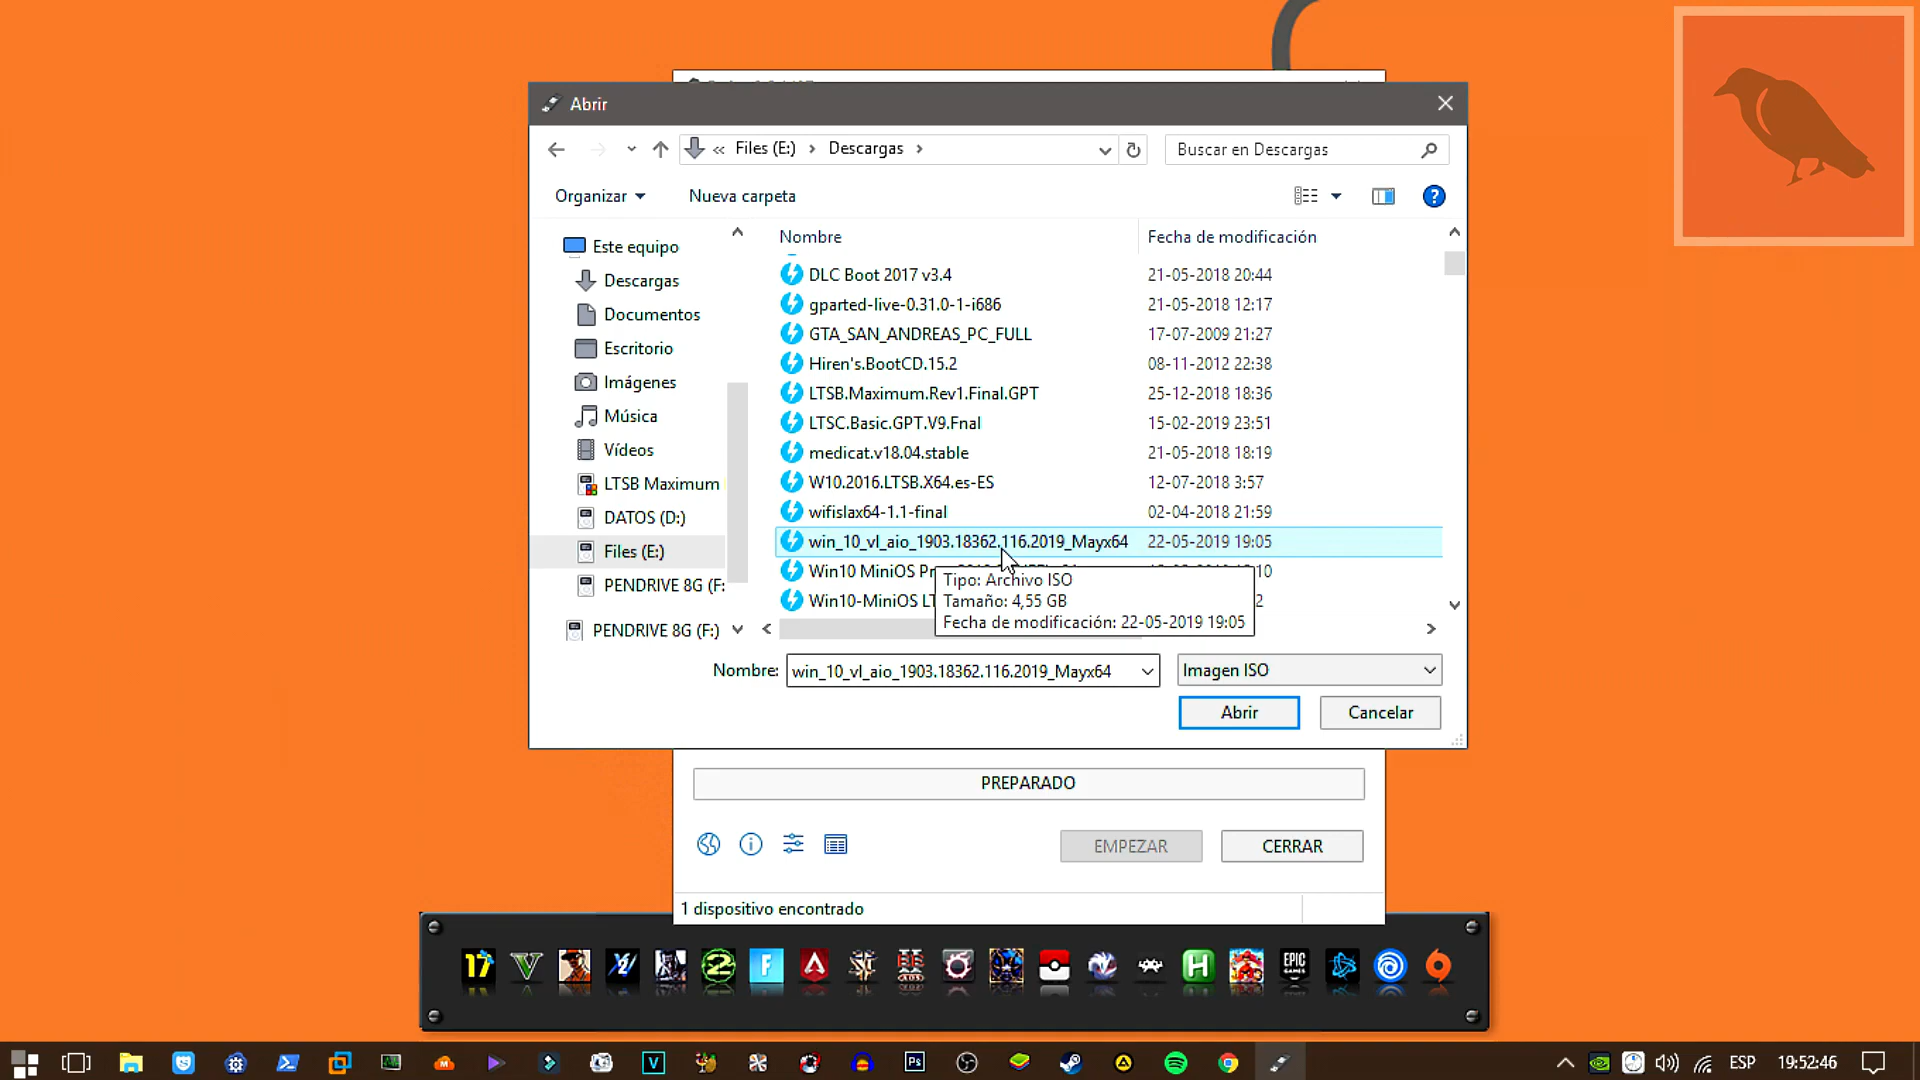 Abrir
« Files (E:) › Descargas ›
Buscar en Descargas
Organizar
Nueva carpeta
Este equipo
Descargas
Documentos
Escritorio
Imágenes
Música
Vídeos
LTSB Maximum
DATOS (D:)
Files (E:)
PENDRIVE 8G (F:
PENDRIVE 8G (F:)
Nombre
Fecha de modificación
DLC Boot 2017 v3.4 21-05-2018 20:44
gparted-live-0.31.0-1-i686 21-05-2018 12:17
GTA_SAN_ANDREAS_PC_FULL 17-07-2009 21:27
Hiren's.BootCD.15.2 08-11-2012 22:38
LTSB.Maximum.Rev1.Final.GPT 25-12-2018 18:36
LTSC.Basic.GPT.V9.Fnal 15-02-2019 23:51
medicat.v18.04.stable 21-05-2018 18:19
W10.2016.LTSB.X64.es-ES 12-07-2018 3:57
wifislax64-1.1-final 02-04-2018 21:59
win_10_vl_aio_1903.18362.116.2019_Mayx64 22-05-2019 19:05
Win10 MiniOS
Win10-MiniOS
Tipo: Archivo ISO
Tamaño: 4,55 GB
Fecha de modificación: 22-05-2019 19:05
Nombre: win_10_vl_aio_1903.18362.116.2019_Mayx64
Imagen ISO
Abrir
Cancelar
PREPARADO
EMPEZAR
CERRAR
1 dispositivo encontrado
17
EPIC
GAMES
Ps
ESP
19:52:46